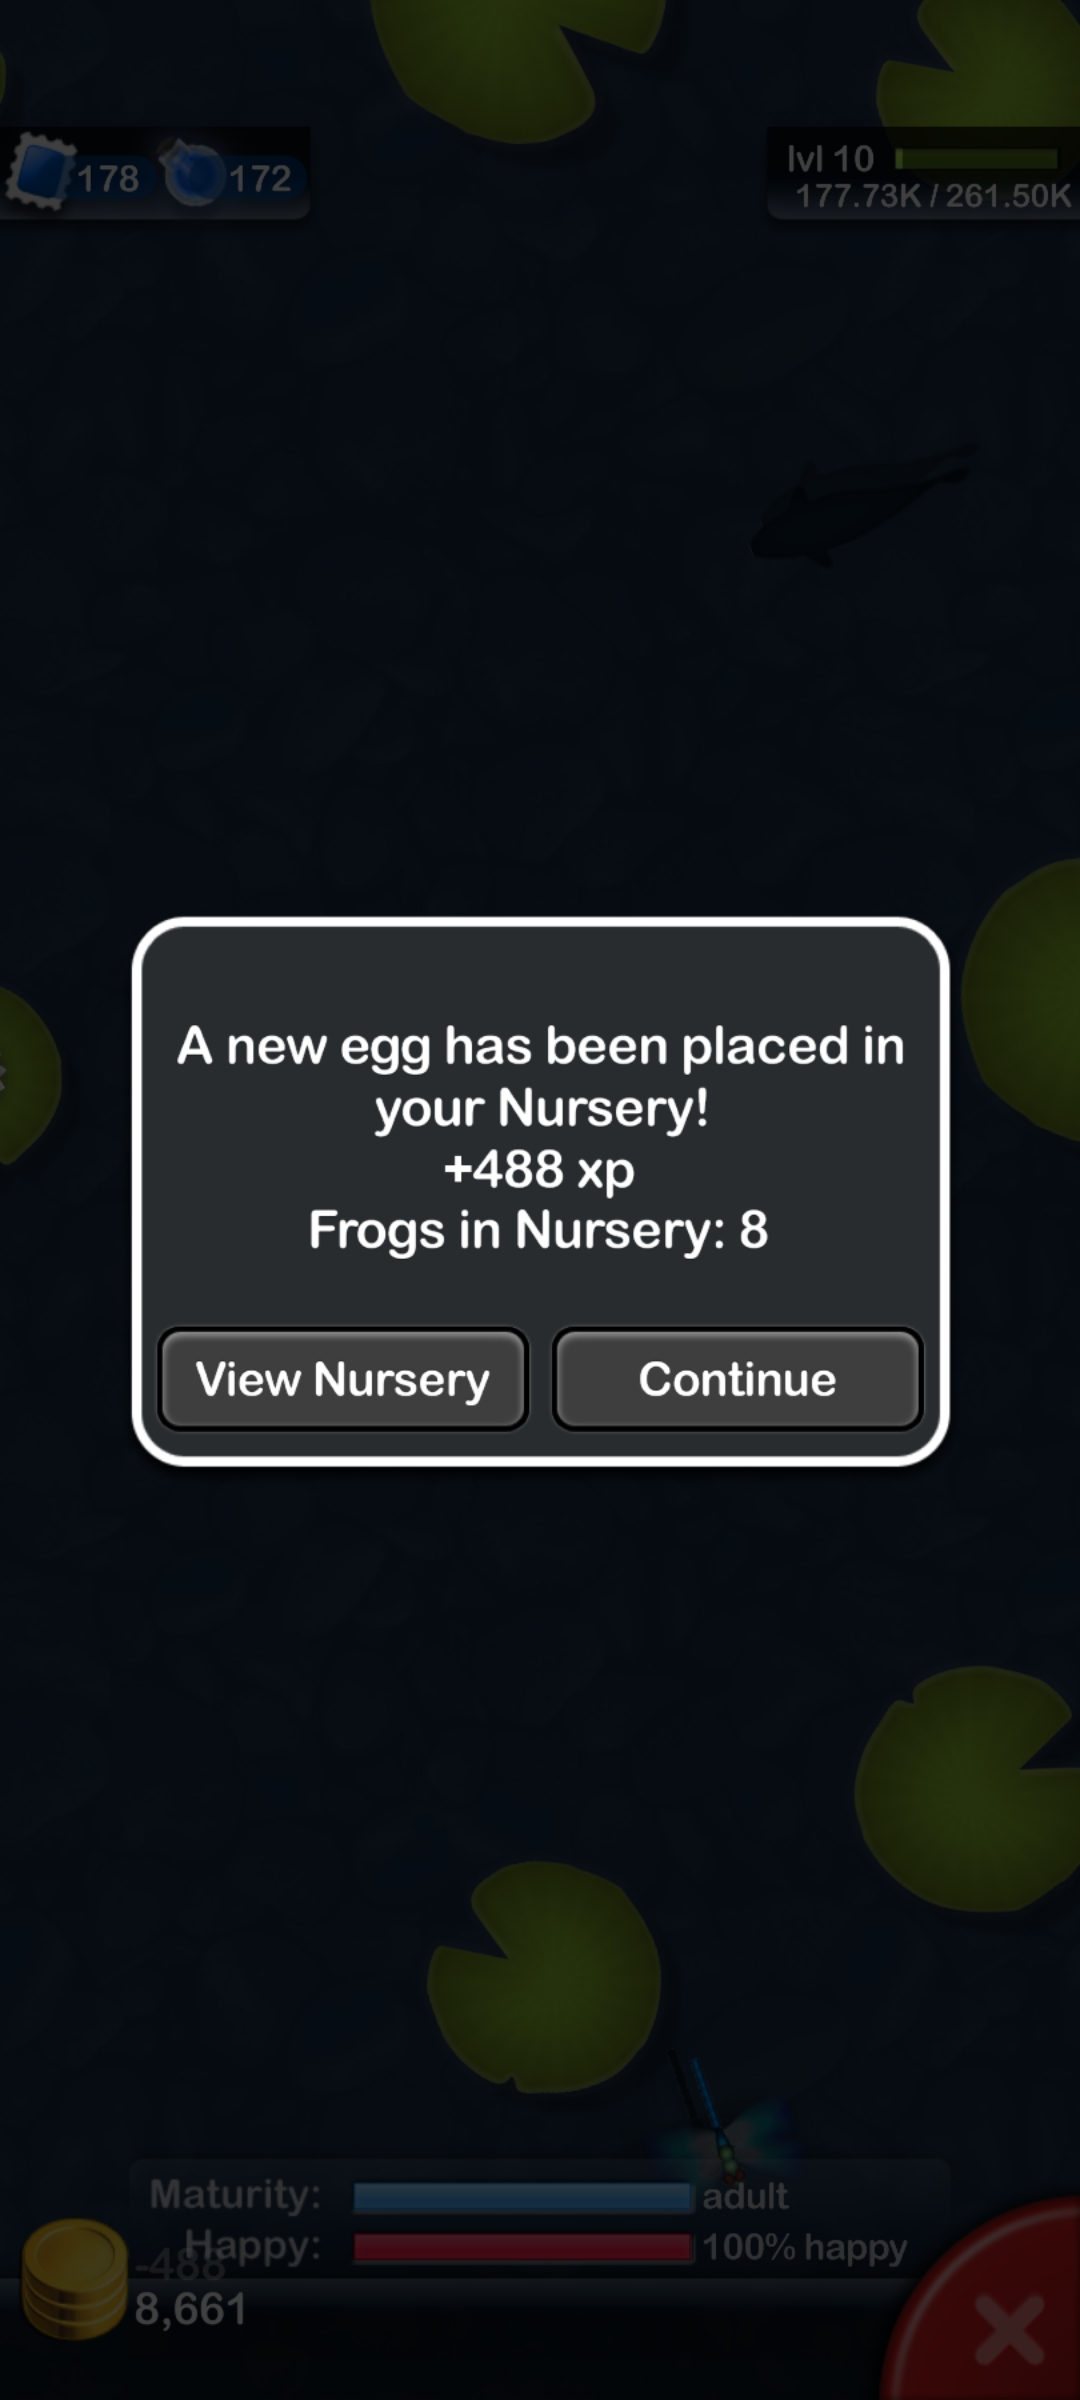 178 172
lvl 10
177.73K / 261.50K
A new egg has been placed in
your Nursery!
+488 xp
Frogs in Nursery: 8
View Nursery Continue
Maturity: adult
Happy: 100% happy
-488
8,661